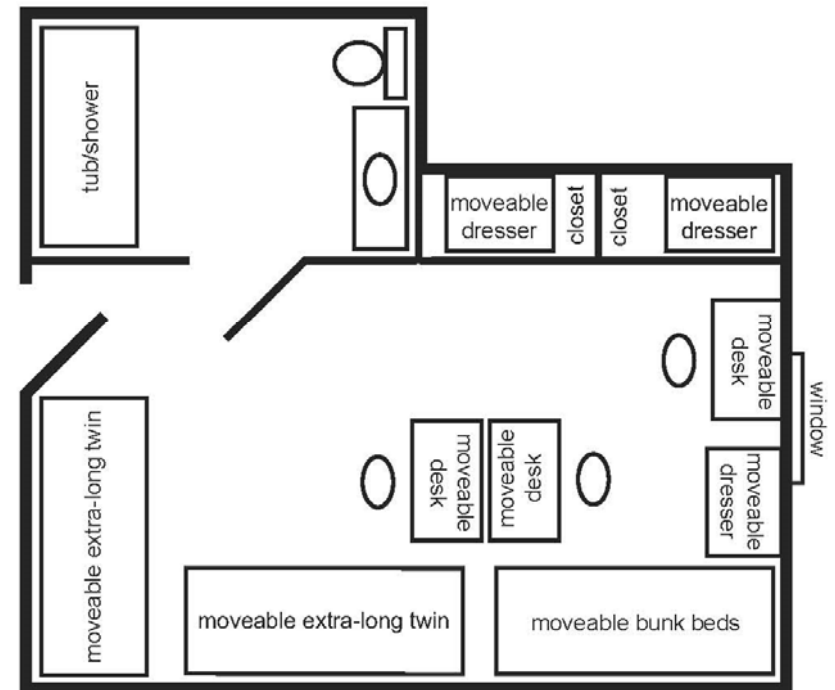 tub/shower
moveable
dresser
closet
closet
moveable
dresser
moveable
desk
window
moveable extra-long twin
moveable
desk
moveable
desk
moveable
dresser
moveable extra-long twin
moveable bunk beds